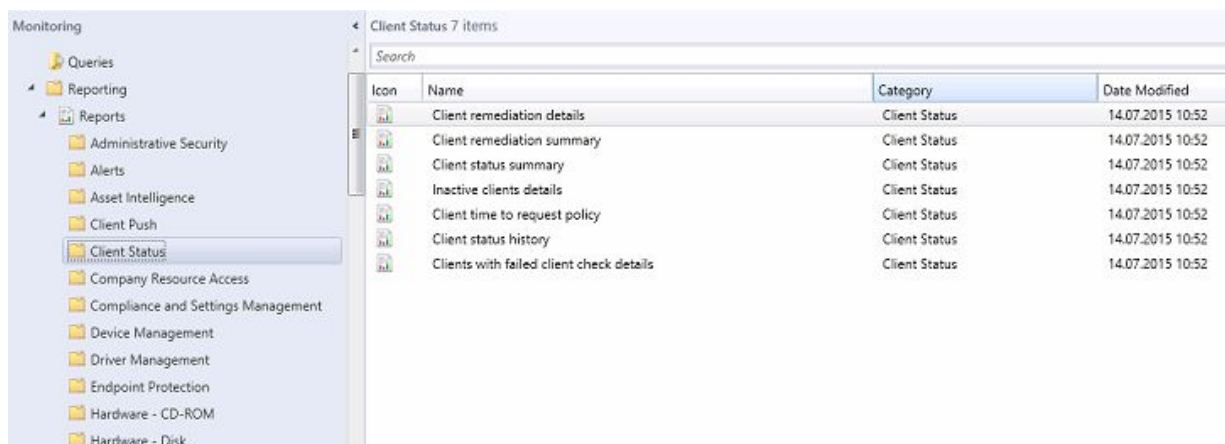 Monitoring
Queries
Reporting
Reports
Administrative Security
Alerts
Asset Intelligence
Client Push
Client Status
Company Resource Access
Compliance and Settings Management
Device Management
Driver Management
Endpoint Protection
Hardware - CD-ROM
Hardware - Disk
Client Status 7 items
Search
Icon Name Category Date Modified
Client remediation details Client Status 14.07.2015 10:52
Client remediation summary Client Status 14.07.2015 10:52
Client status summary Client Status 14.07.2015 10:52
Inactive clients details Client Status 14.07.2015 10:52
Client time to request policy Client Status 14.07.2015 10:52
Client status history Client Status 14.07.2015 10:52
Clients with failed client check details Client Status 14.07.2015 10:52